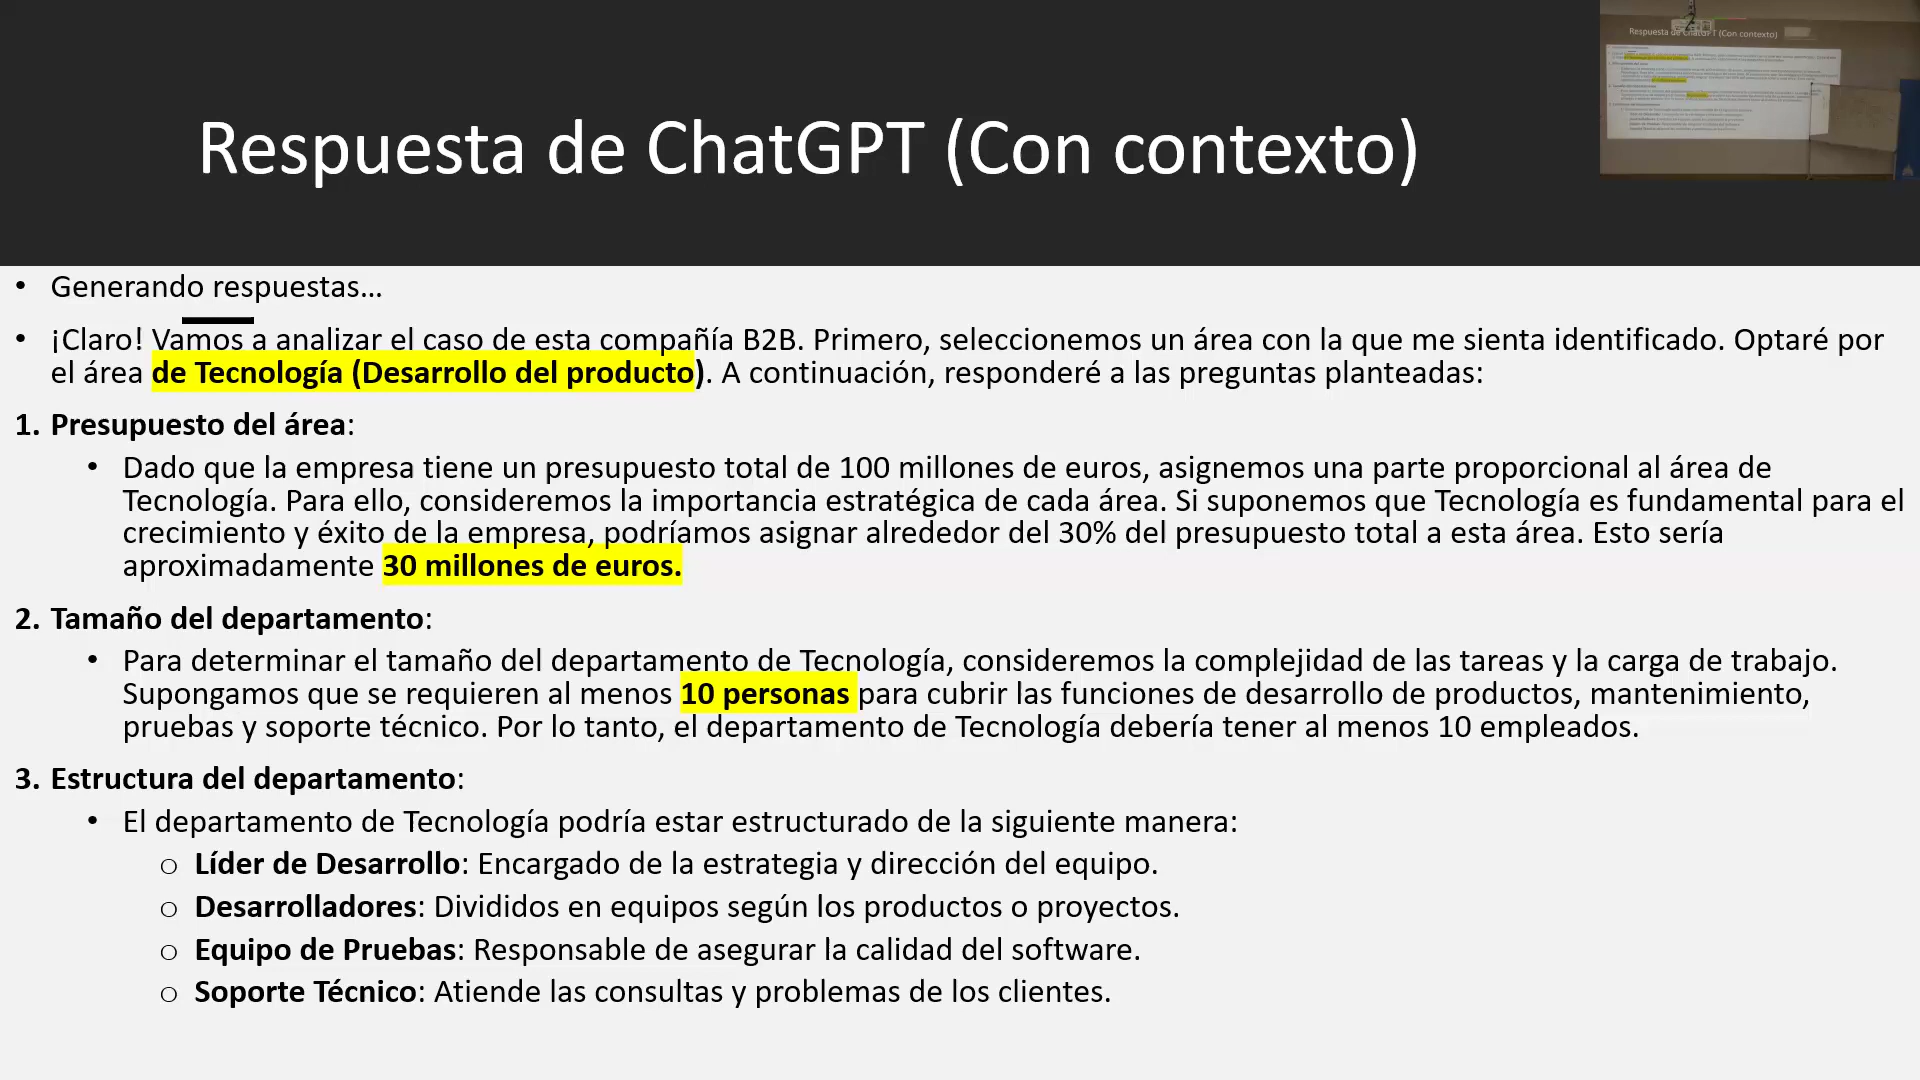 Respuesta de ChatGPT (Con contexto)
Respuesta de ChatGPT (Con contexto)
• Generando respuestas…
• ¡Claro! Vamos a analizar el caso de esta compañía B2B. Primero, seleccionemos un área con la que me sienta identificado. Optaré por
el área de Tecnología (Desarrollo del producto). A continuación, responderé a las preguntas planteadas:
1. Presupuesto del área:
• Dado que la empresa tiene un presupuesto total de 100 millones de euros, asignemos una parte proporcional al área de
Tecnología. Para ello, consideremos la importancia estratégica de cada área. Si suponemos que Tecnología es fundamental para el
crecimiento y éxito de la empresa, podríamos asignar alrededor del 30% del presupuesto total a esta área. Esto sería
aproximadamente 30 millones de euros.
2. Tamaño del departamento:
• Para determinar el tamaño del departamento de Tecnología, consideremos la complejidad de las tareas y la carga de trabajo.
Supongamos que se requieren al menos 10 personas para cubrir las funciones de desarrollo de productos, mantenimiento,
pruebas y soporte técnico. Por lo tanto, el departamento de Tecnología debería tener al menos 10 empleados.
3. Estructura del departamento:
• El departamento de Tecnología podría estar estructurado de la siguiente manera:
o Líder de Desarrollo: Encargado de la estrategia y dirección del equipo.
o Desarrolladores: Divididos en equipos según los productos o proyectos.
o Equipo de Pruebas: Responsable de asegurar la calidad del software.
o Soporte Técnico: Atiende las consultas y problemas de los clientes.